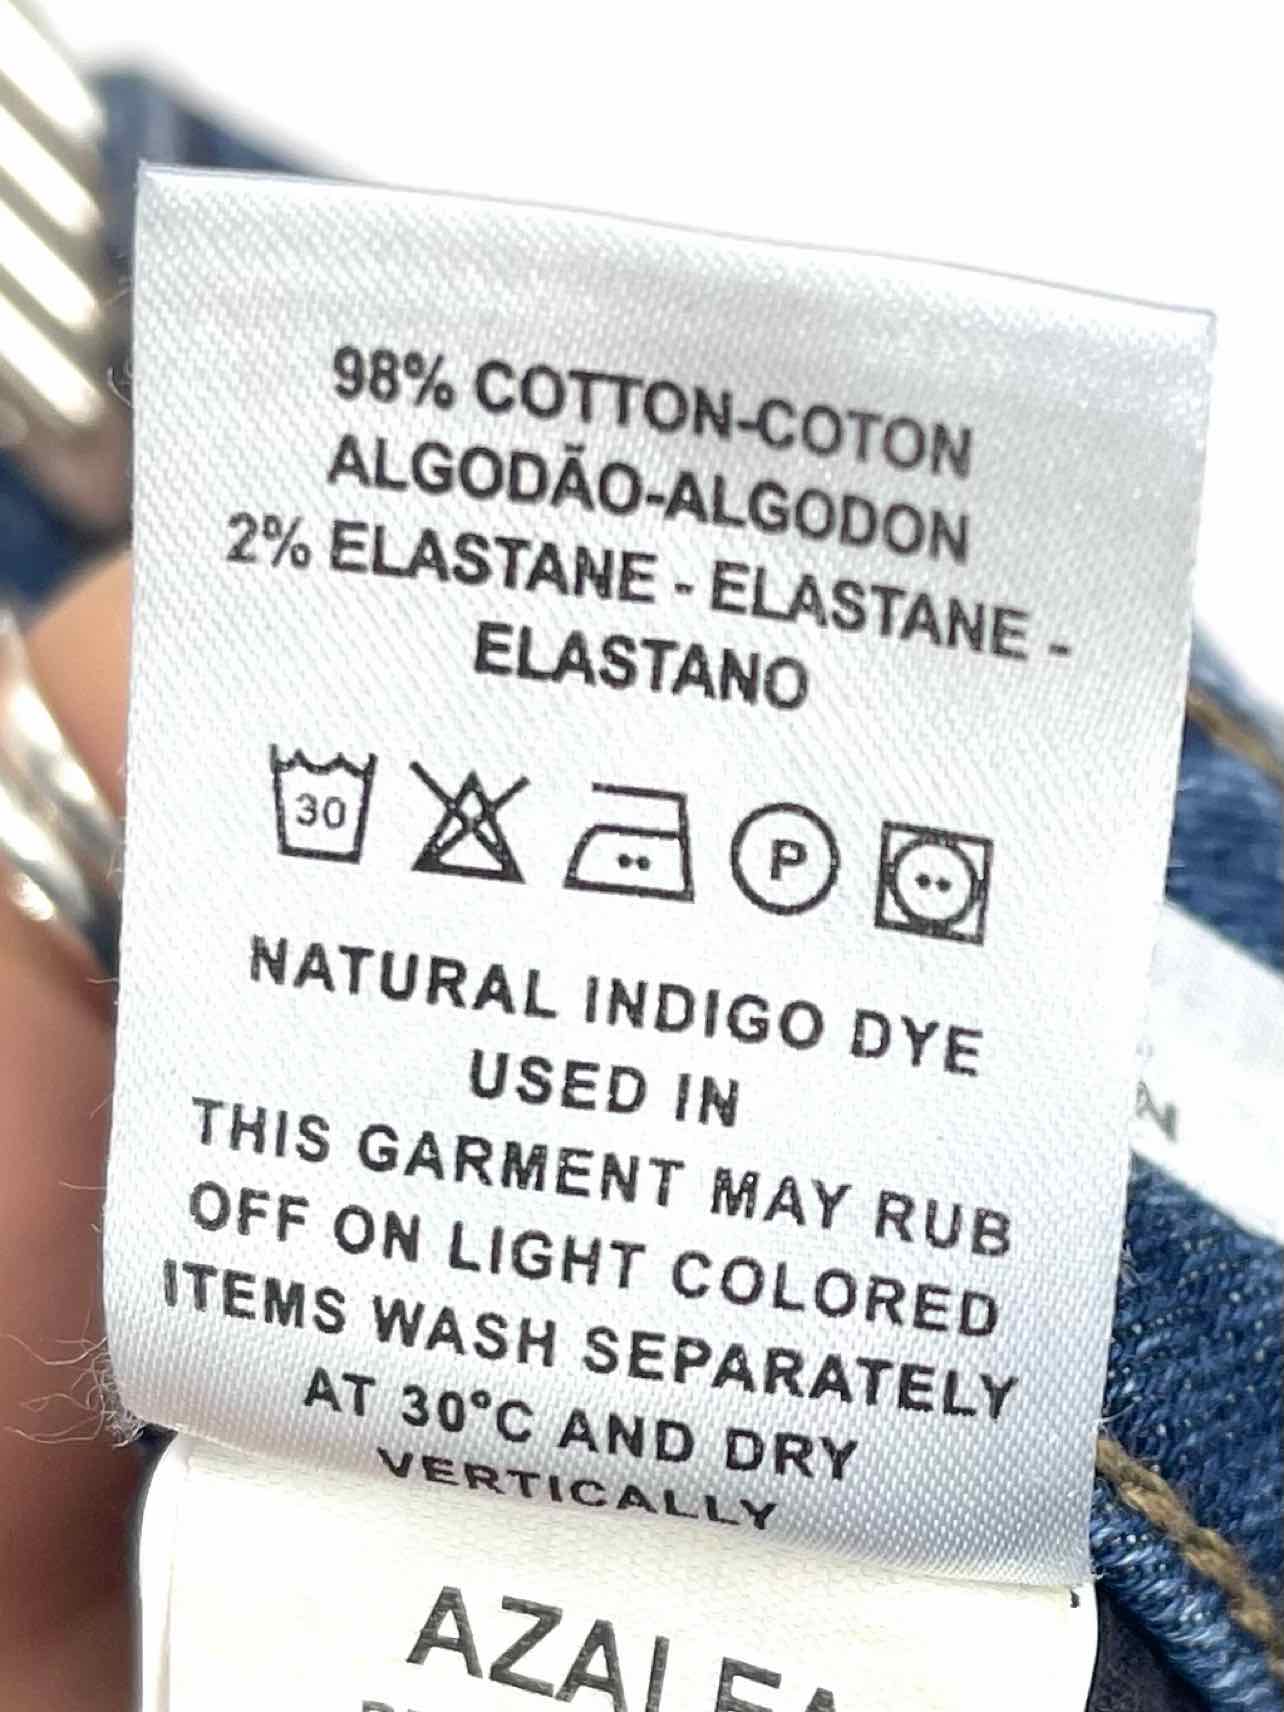 98% COTTON-COTON
ALGODÃO-ALGODON
2% ELASTANE - ELASTANE -
ELASTANO
30
P
NATURAL INDIGO DYE
USED IN
THIS GARMENT MAY RUB
OFF ON LIGHT COLORED
ITEMS WASH SEPARATELY
AT 30°C AND DRY
VERTICALLY
AZALEA